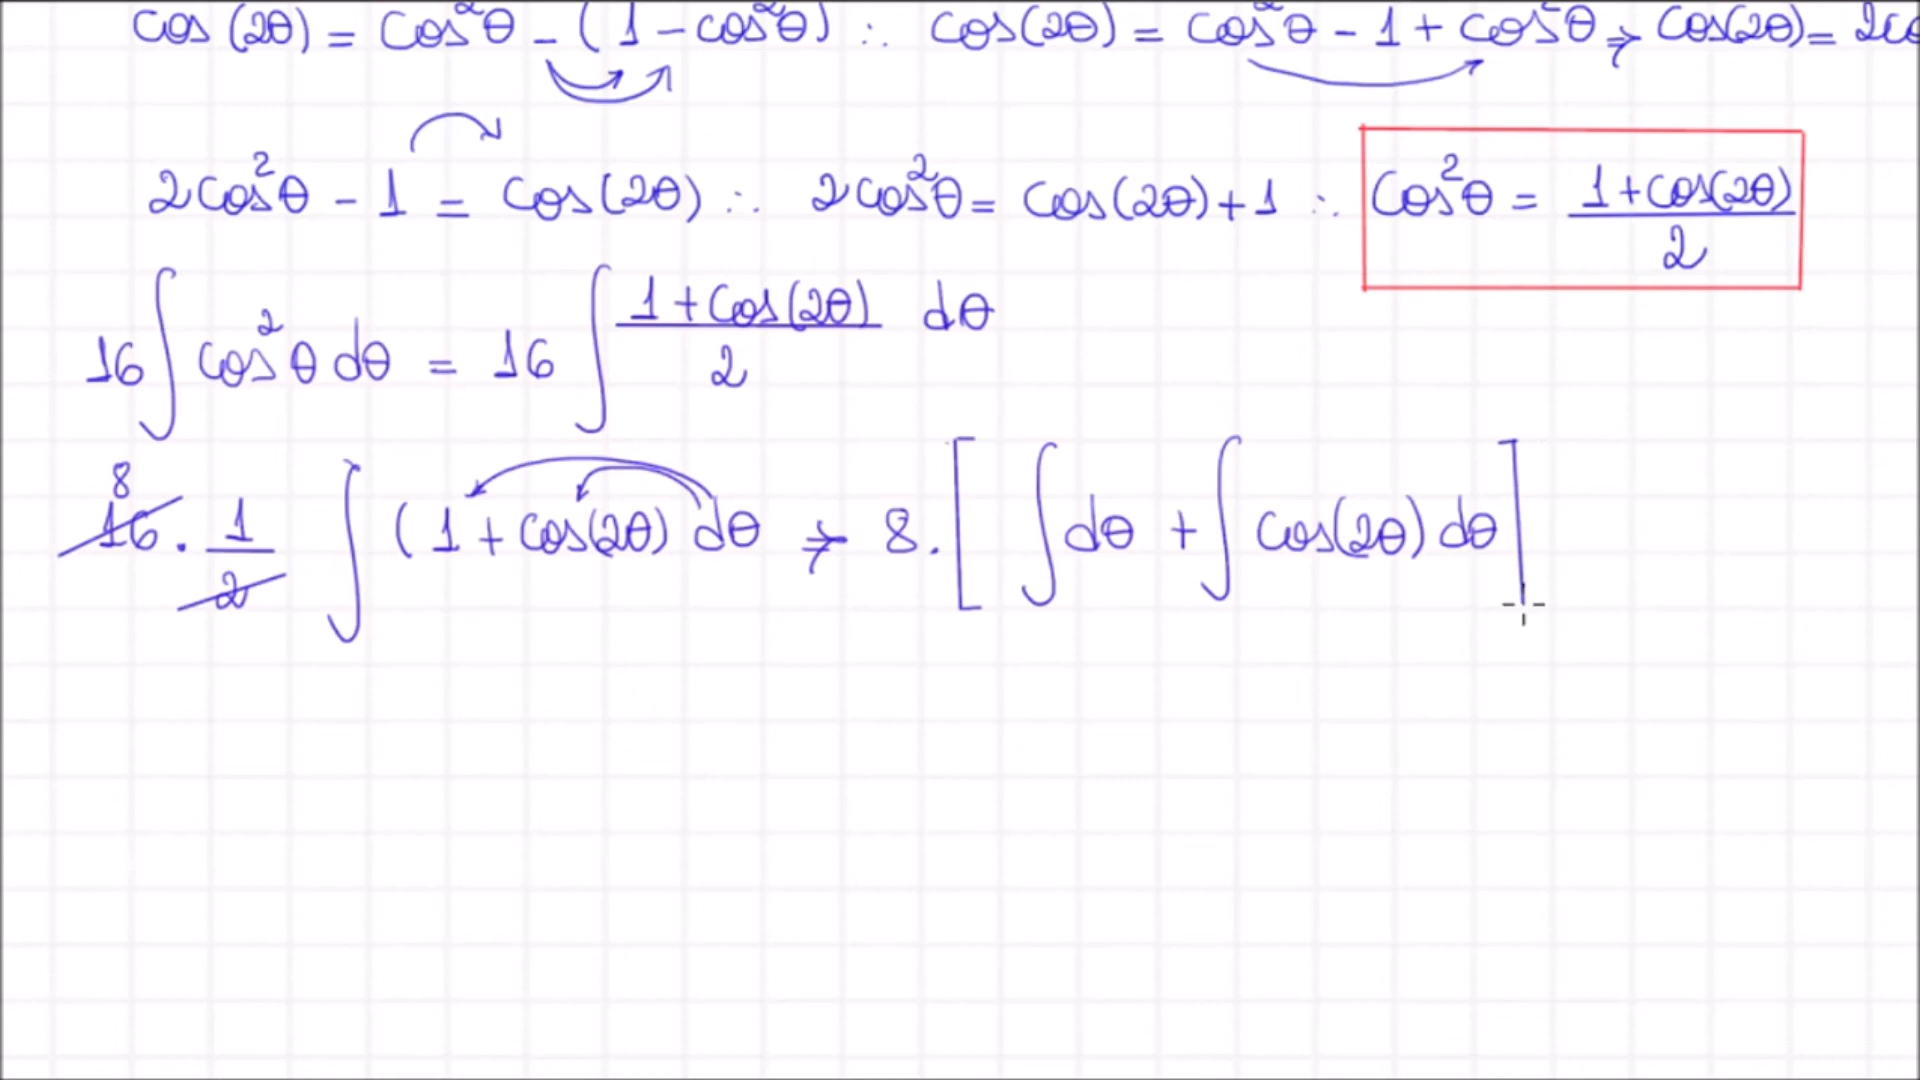 cos(2θ) = cos²θ - (1 - cos²θ) ∴ cos(2θ) = cos²θ - 1 + cos²θ ⇒ cos(2θ) = 2co
2cos²θ - 1 = cos(2θ) ∴ 2cos²θ = cos(2θ) + 1 ∴ cos²θ = (1+cos(2θ))/2
16∫cos²θ dθ = 16∫(1+cos(2θ))/2 dθ
8
16 . 1/2 ∫(1 + cos(2θ)) dθ ⇒ 8.[∫dθ + ∫cos(2θ) dθ]